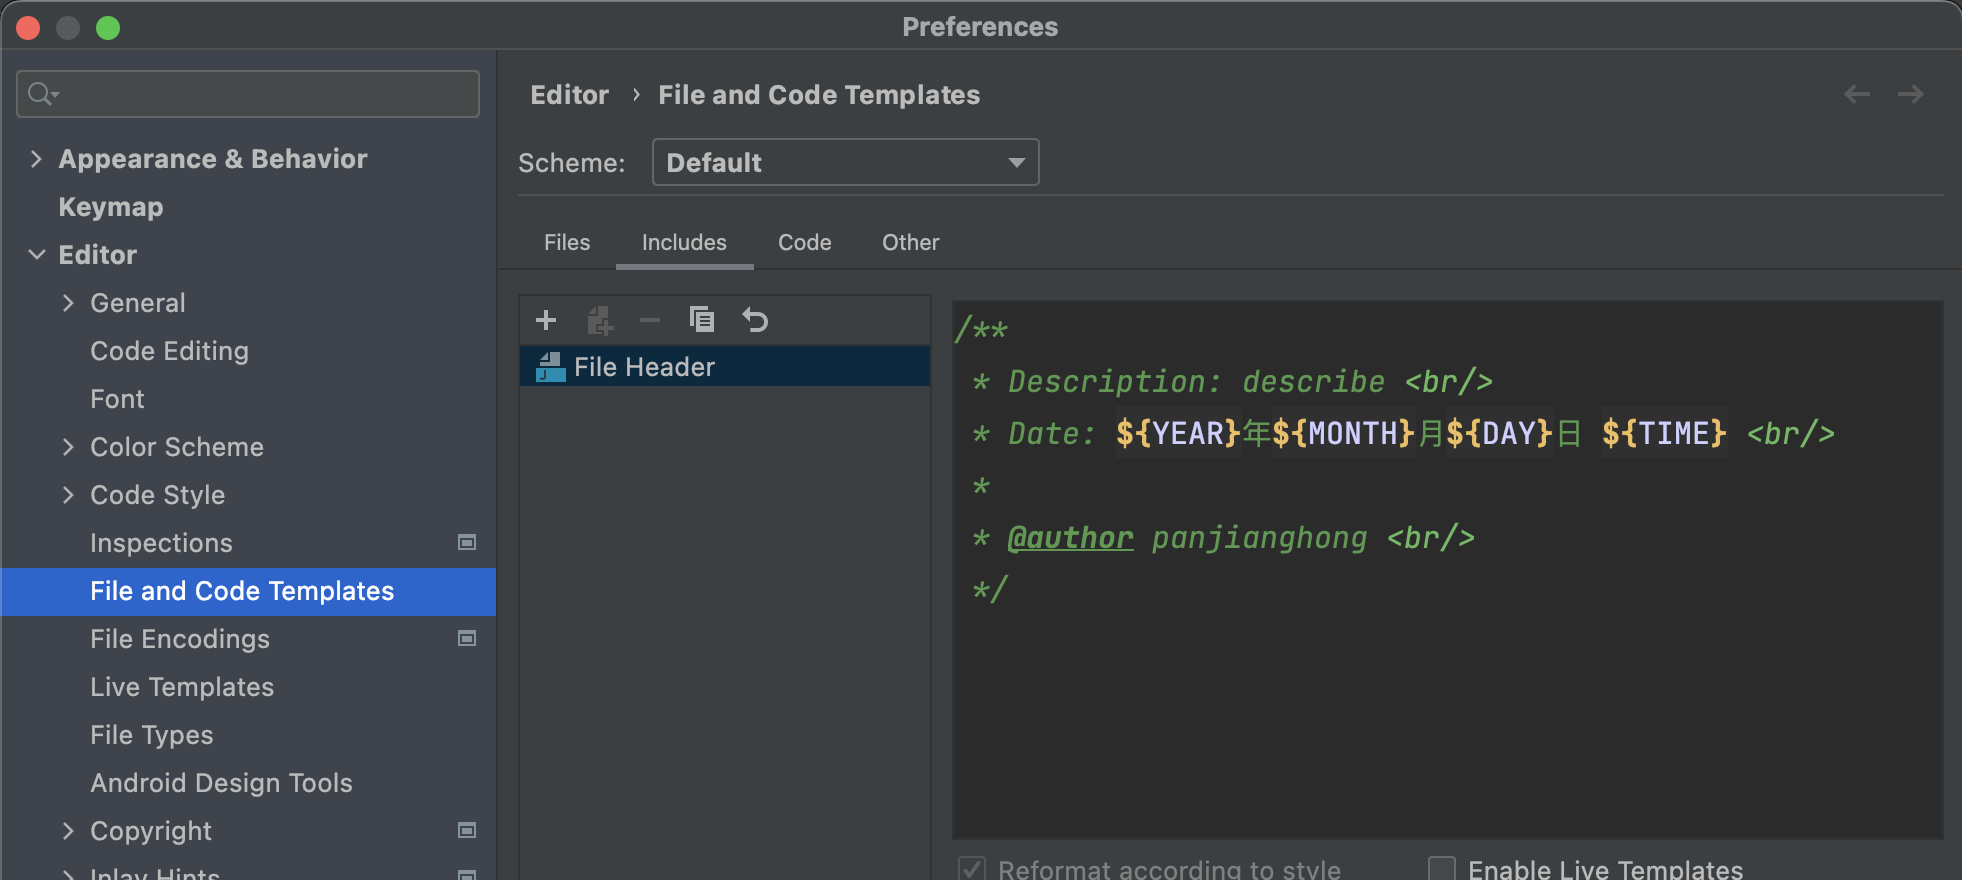 Preferences
Editor › File and Code Templates
Scheme: Default
Files Includes Code Other
Appearance & Behavior
Keymap
Editor
General
Code Editing
Font
Color Scheme
Code Style
Inspections
File and Code Templates
File Encodings
Live Templates
File Types
Android Design Tools
Copyright
Inlay Hints
File Header
/**
* Description: describe <br/>
* Date: ${YEAR}年${MONTH}月${DAY}日 ${TIME} <br/>
*
* @author panjianghong <br/>
*/
Reformat according to style
Enable Live Templates